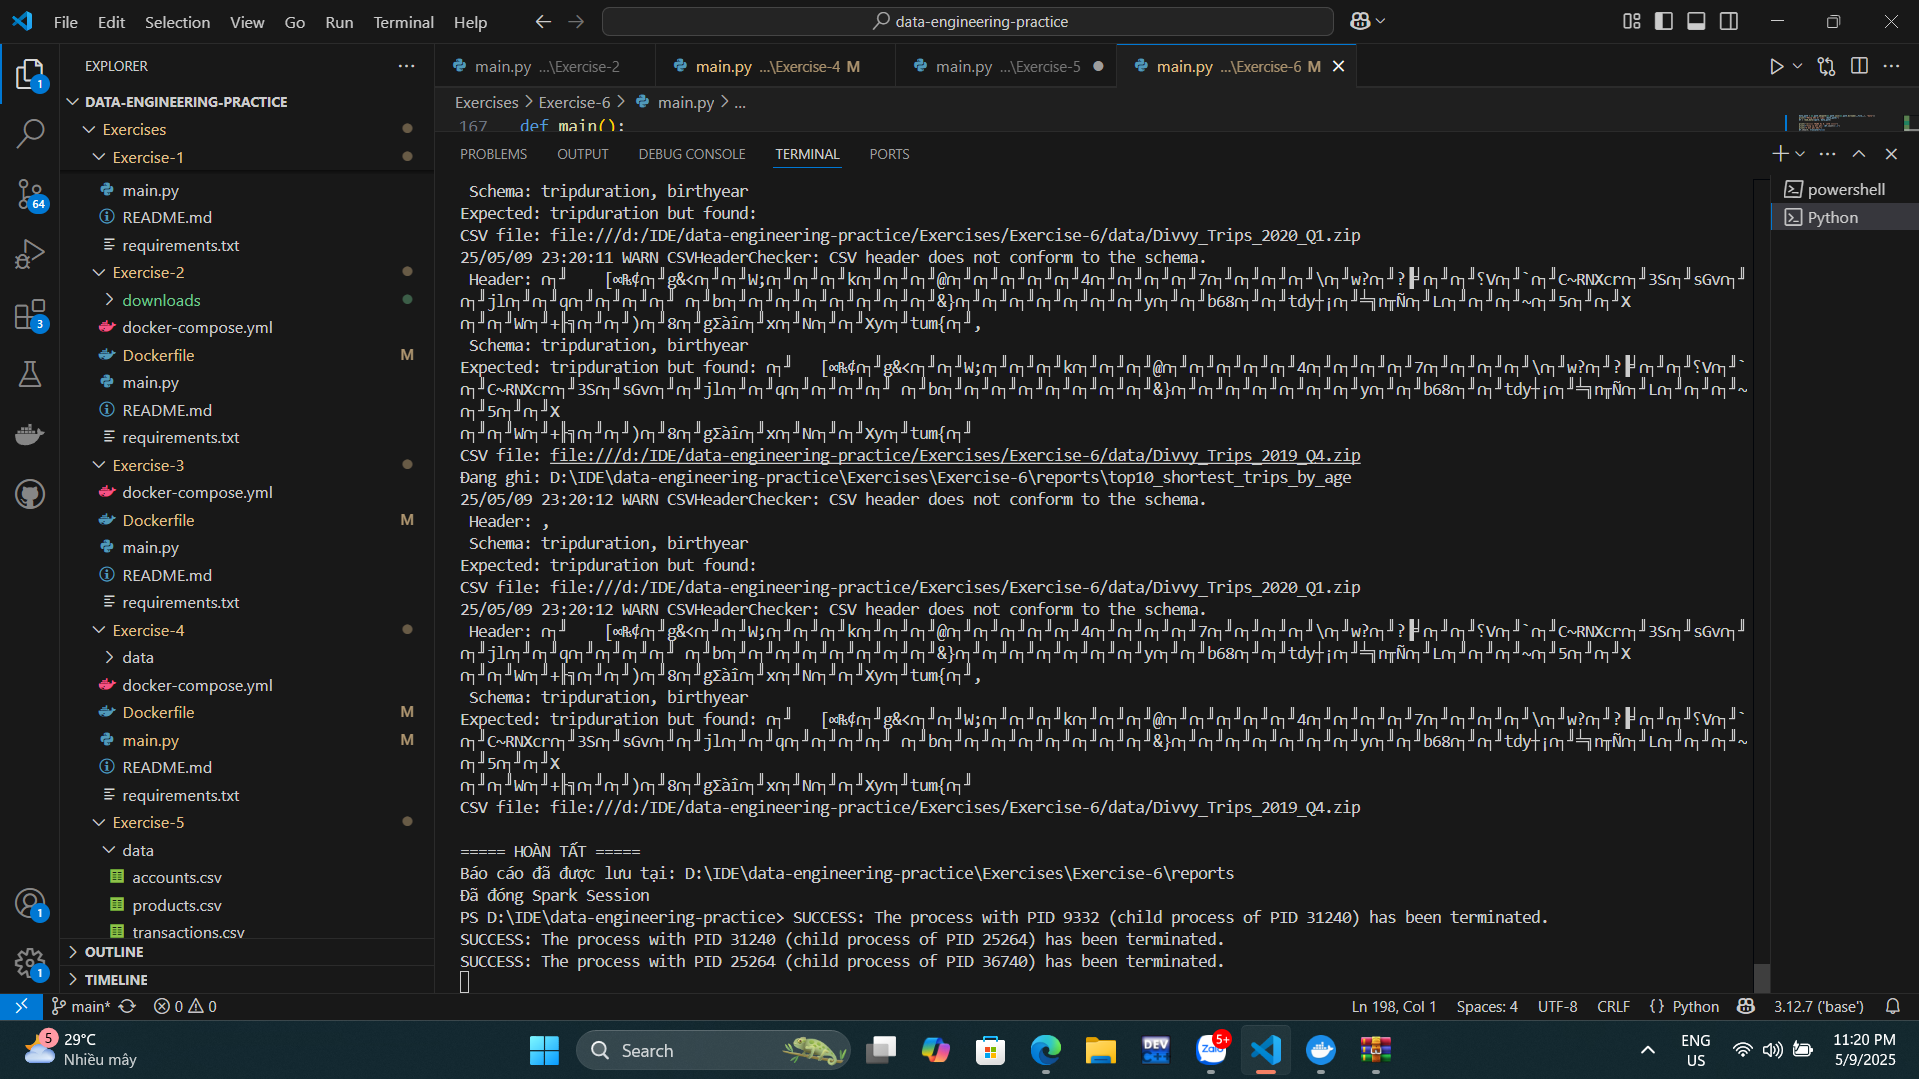 File Edit Selection View Go Run Terminal Help
data-engineering-practice
EXPLORER
DATA-ENGINEERING-PRACTICE
Exercises
Exercise-1
main.py
README.md
requirements.txt
Exercise-2
downloads
docker-compose.yml
Dockerfile M
main.py
README.md
requirements.txt
Exercise-3
docker-compose.yml
Dockerfile M
main.py
README.md
requirements.txt
Exercise-4
data
docker-compose.yml
Dockerfile M
main.py M
README.md
requirements.txt
Exercise-5
data
accounts.csv
products.csv
transactions.csv
OUTLINE
TIMELINE
1
64
3
1
1
main.py ...\Exercise-2
main.py ...\Exercise-4 M
main.py ...\Exercise-5
main.py ...\Exercise-6 M
Exercises > Exercise-6 > main.py > ...
167 def main():
PROBLEMS OUTPUT DEBUG CONSOLE TERMINAL PORTS
powershell
Python
Schema: tripduration, birthyear
Expected: tripduration but found:
CSV file: file:///d:/IDE/data-engineering-practice/Exercises/Exercise-6/data/Divvy_Trips_2020_Q1.zip
25/05/09 23:20:11 WARN CSVHeaderChecker: CSV header does not conform to the schema.
Header:
Schema: tripduration, birthyear
Expected: tripduration but found:
CSV file: file:///d:/IDE/data-engineering-practice/Exercises/Exercise-6/data/Divvy_Trips_2019_Q4.zip
Đang ghi: D:\IDE\data-engineering-practice\Exercises\Exercise-6\reports\top10_shortest_trips_by_age
25/05/09 23:20:12 WARN CSVHeaderChecker: CSV header does not conform to the schema.
Header: ,
Schema: tripduration, birthyear
Expected: tripduration but found:
CSV file: file:///d:/IDE/data-engineering-practice/Exercises/Exercise-6/data/Divvy_Trips_2020_Q1.zip
25/05/09 23:20:12 WARN CSVHeaderChecker: CSV header does not conform to the schema.
Header:
Schema: tripduration, birthyear
Expected: tripduration but found:
CSV file: file:///d:/IDE/data-engineering-practice/Exercises/Exercise-6/data/Divvy_Trips_2019_Q4.zip
===== HOÀN TẤT =====
Báo cáo đã được lưu tại: D:\IDE\data-engineering-practice\Exercises\Exercise-6\reports
Đã đóng Spark Session
PS D:\IDE\data-engineering-practice> SUCCESS: The process with PID 9332 (child process of PID 31240) has been terminated.
SUCCESS: The process with PID 31240 (child process of PID 25264) has been terminated.
SUCCESS: The process with PID 25264 (child process of PID 36740) has been terminated.
main* 0 0
Ln 198, Col 1 Spaces: 4 UTF-8 CRLF {} Python 3.12.7 ('base')
5
29°C
Nhiều mây
Search
DEV
Zalo
5+
ENG
US
11:20 PM
5/9/2025